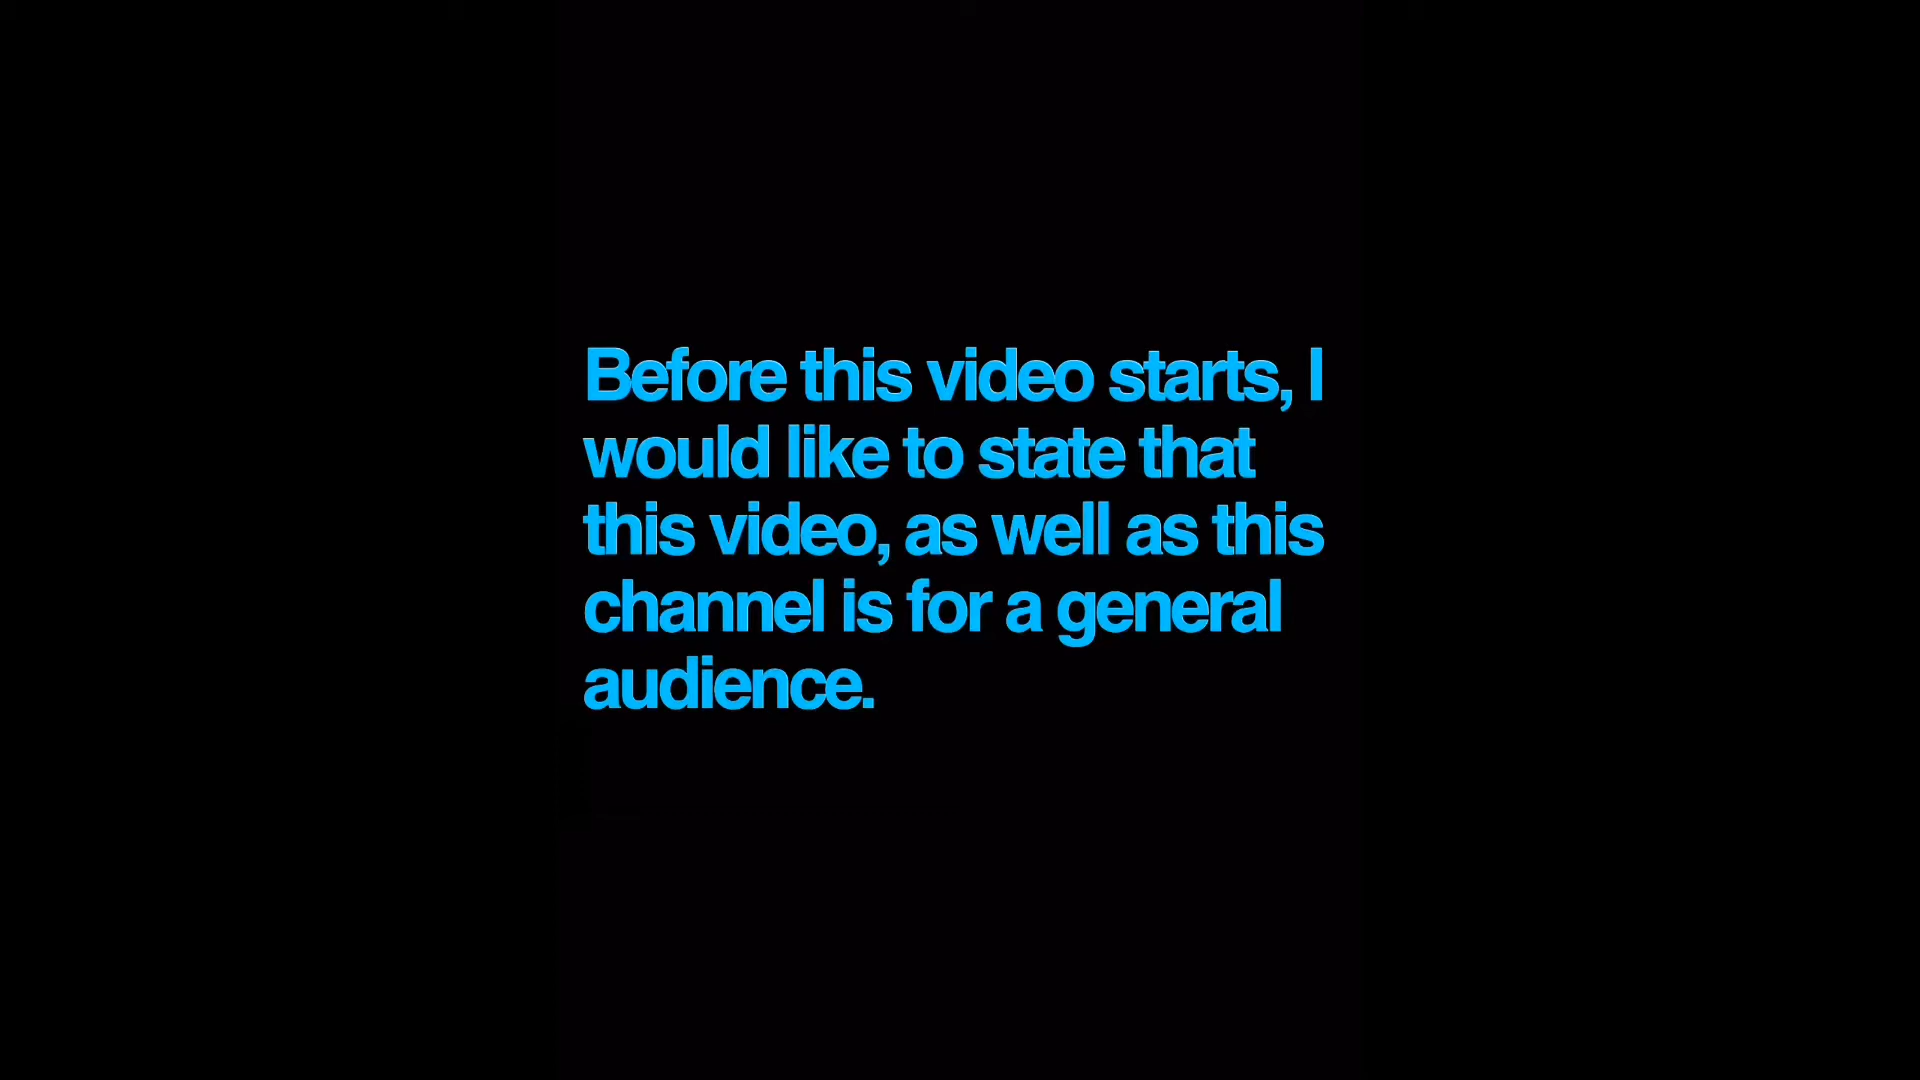 Before this video starts, I
would like to state that
this video, as well as this
channel is for a general
audience.